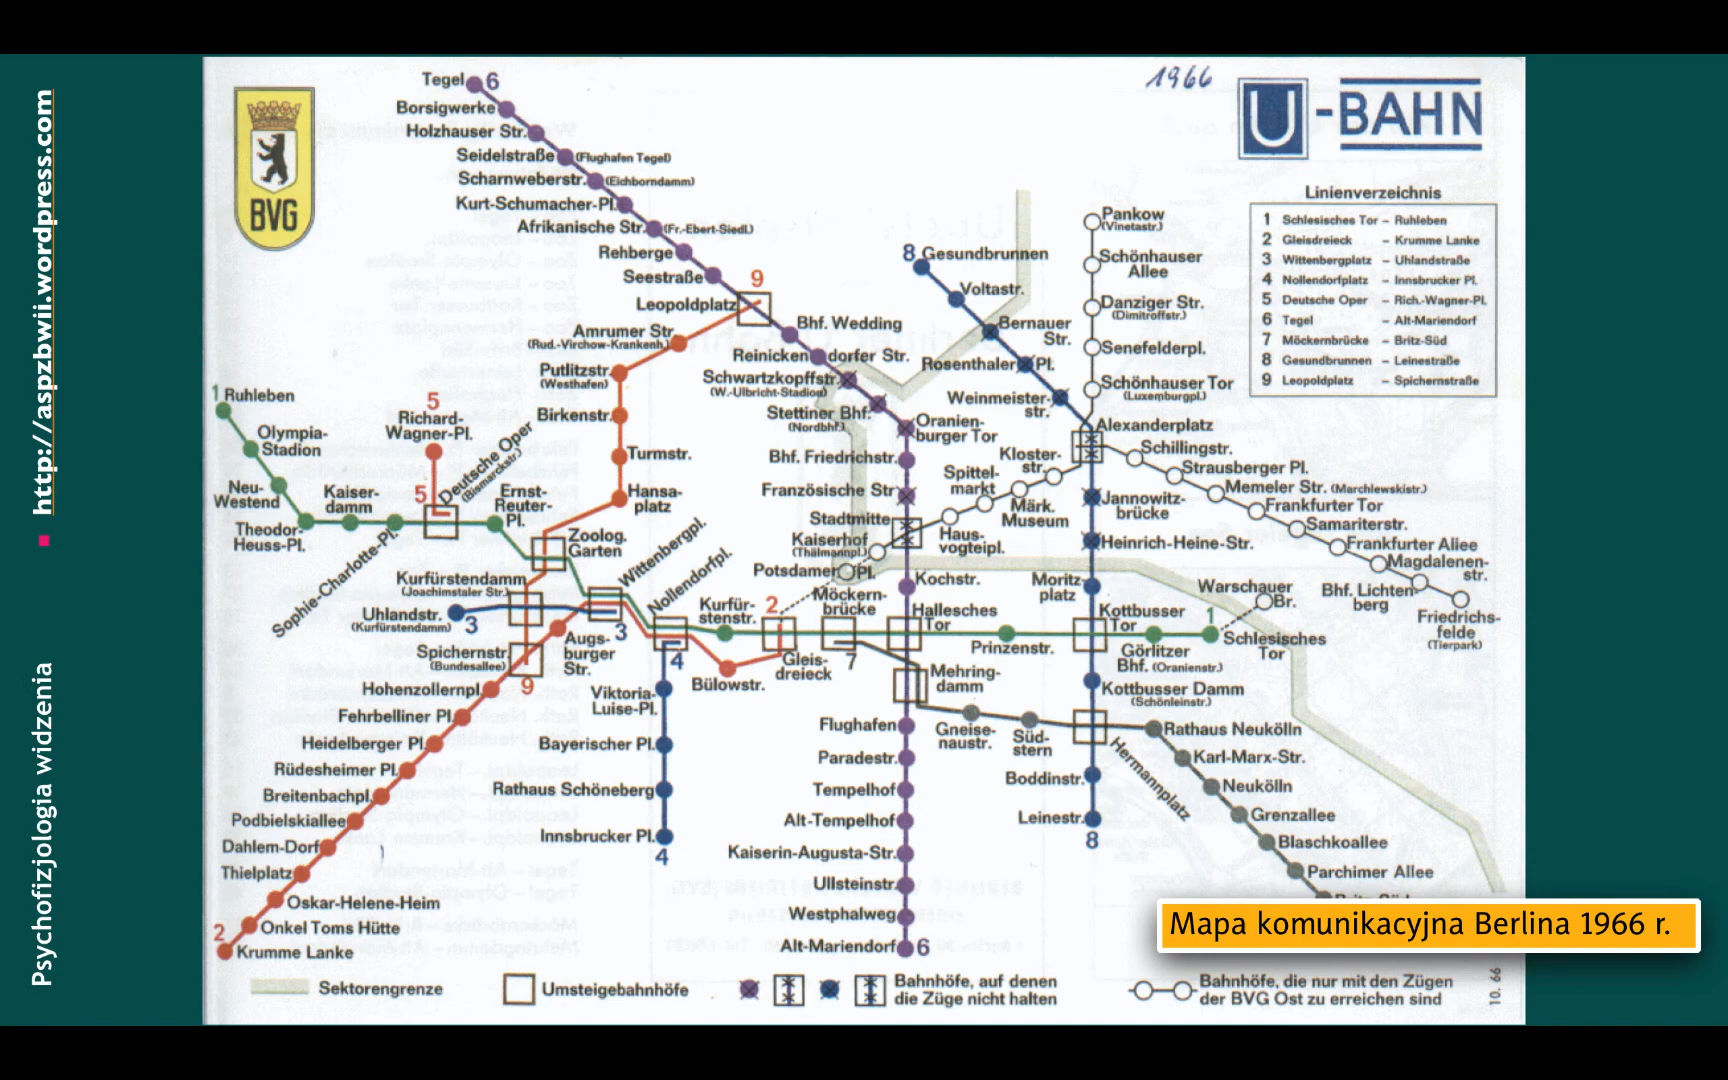 Psychofizjologia widzenia
http://aspzbwii.wordpress.com
BVG
1966
U-BAHN
Linienverzeichnis
1 Schlesisches Tor – Ruhleben
2 Gleisdreieck – Krumme Lanke
3 Wittenbergplatz – Uhlandstraße
4 Nollendorfplatz – Innsbrucker Pl.
5 Deutsche Oper – Rich.-Wagner-Pl.
6 Tegel – Alt-Mariendorf
7 Möckernbrücke – Britz-Süd
8 Gesundbrunnen – Leinestraße
9 Leopoldplatz – Spichernstraße
Tegel 6
Borsigwerke
Holzhauser Str.
Seidelstraße (Flughafen Tegel)
Scharnweberstr. (Eichborndamm)
Kurt-Schumacher-Pl.
Afrikanische Str. (Fr.-Ebert-Siedl.)
Rehberge
Seestraße
9
Leopoldplatz
Bhf. Wedding
Reinickendorfer Str.
Schwartzkopffstr.
(W.-Ulbricht-Stadion)
Stettiner Bhf.
(Nordbhf.)
Oranien-
burger Tor
Bhf. Friedrichstr.
Französische Str
Stadtmitte
Kaiserhof
(Thälmannpl.)
Potsdamer Pl.
Amrumer Str
(Rud.-Virchow-Krankenh.)
Putlitzstr.
(Westhafen)
Birkenstr.
Turmstr.
Hansa-
platz
Zoolog.
Garten
1 Ruhleben
Olympia-
Stadion
Neu-
Westend
Theodor-
Heuss-Pl.
Kaiser-
damm
Sophie-Charlotte-Pl.
5
Richard-
Wagner-Pl.
5
Deutsche Oper
(Bismarckstr.)
Ernst-
Reuter-
Pl.
Kurfürstendamm
(Joachimstaler Str.)
Uhlandstr.
(Kurfürstendamm)
3
3
Wittenbergpl.
Nollendorfpl.
Kurfür-
stenstr.
2
Möckern-
brücke
Hallesches
Tor
Kochstr.
Moritz-
platz
Kottbusser
Tor
Prinzenstr.
Görlitzer
Bhf. (Oranienstr.)
1
Schlesisches
Tor
Warschauer
Br.
8 Gesundbrunnen
Voltastr.
Bernauer
Str.
Rosenthaler Pl.
Weinmeister-
str.
Pankow
(Vinetastr.)
Schönhauser
Allee
Danziger Str.
(Dimitroffstr.)
Senefelderpl.
Schönhauser Tor
(Luxemburgpl.)
Alexanderplatz
Schillingstr.
Strausberger Pl.
Memeler Str. (Marchlewskistr.)
Frankfurter Tor
Samariterstr.
Frankfurter Allee
Magdalenen-
str.
Bhf. Lichten-
berg
Friedrichs-
felde
(Tierpark)
Kloster-
str.
Spittel-
markt
Märk.
Museum
Haus-
vogteipl.
Jannowitz-
brücke
Heinrich-Heine-Str.
Spichernstr.
(Bundesallee)
9
Augs-
burger
Str.
Hohenzollernpl.
Fehrbelliner Pl.
Heidelberger Pl.
Rüdesheimer Pl.
Breitenbachpl.
Podbielskiallee
Dahlem-Dorf
Thielplatz
Oskar-Helene-Heim
Onkel Toms Hütte
2 Krumme Lanke
4
Viktoria-
Luise-Pl.
Bayerischer Pl.
Rathaus Schöneberg
Innsbrucker Pl.
4
Bülowstr.
Gleis-
dreieck
7
Mehring-
damm
Flughafen
Paradestr.
Tempelhof
Alt-Tempelhof
Kaiserin-Augusta-Str.
Ullsteinstr.
Westphalweg
Alt-Mariendorf 6
Gneise-
naustr.
Süd-
stern
Kottbusser Damm
(Schönleinstr.)
Hermannplatz
Boddinstr.
Leinestr.
8
Rathaus Neukölln
Karl-Marx-Str.
Neukölln
Grenzallee
Blaschkoallee
Parchimer Allee
Mapa komunikacyjna Berlina 1966 r.
Sektorengrenze
Umsteigebahnhöfe
Bahnhöfe, auf denen
die Züge nicht halten
Bahnhöfe, die nur mit den Zügen
der BVG Ost zu erreichen sind
10. 66